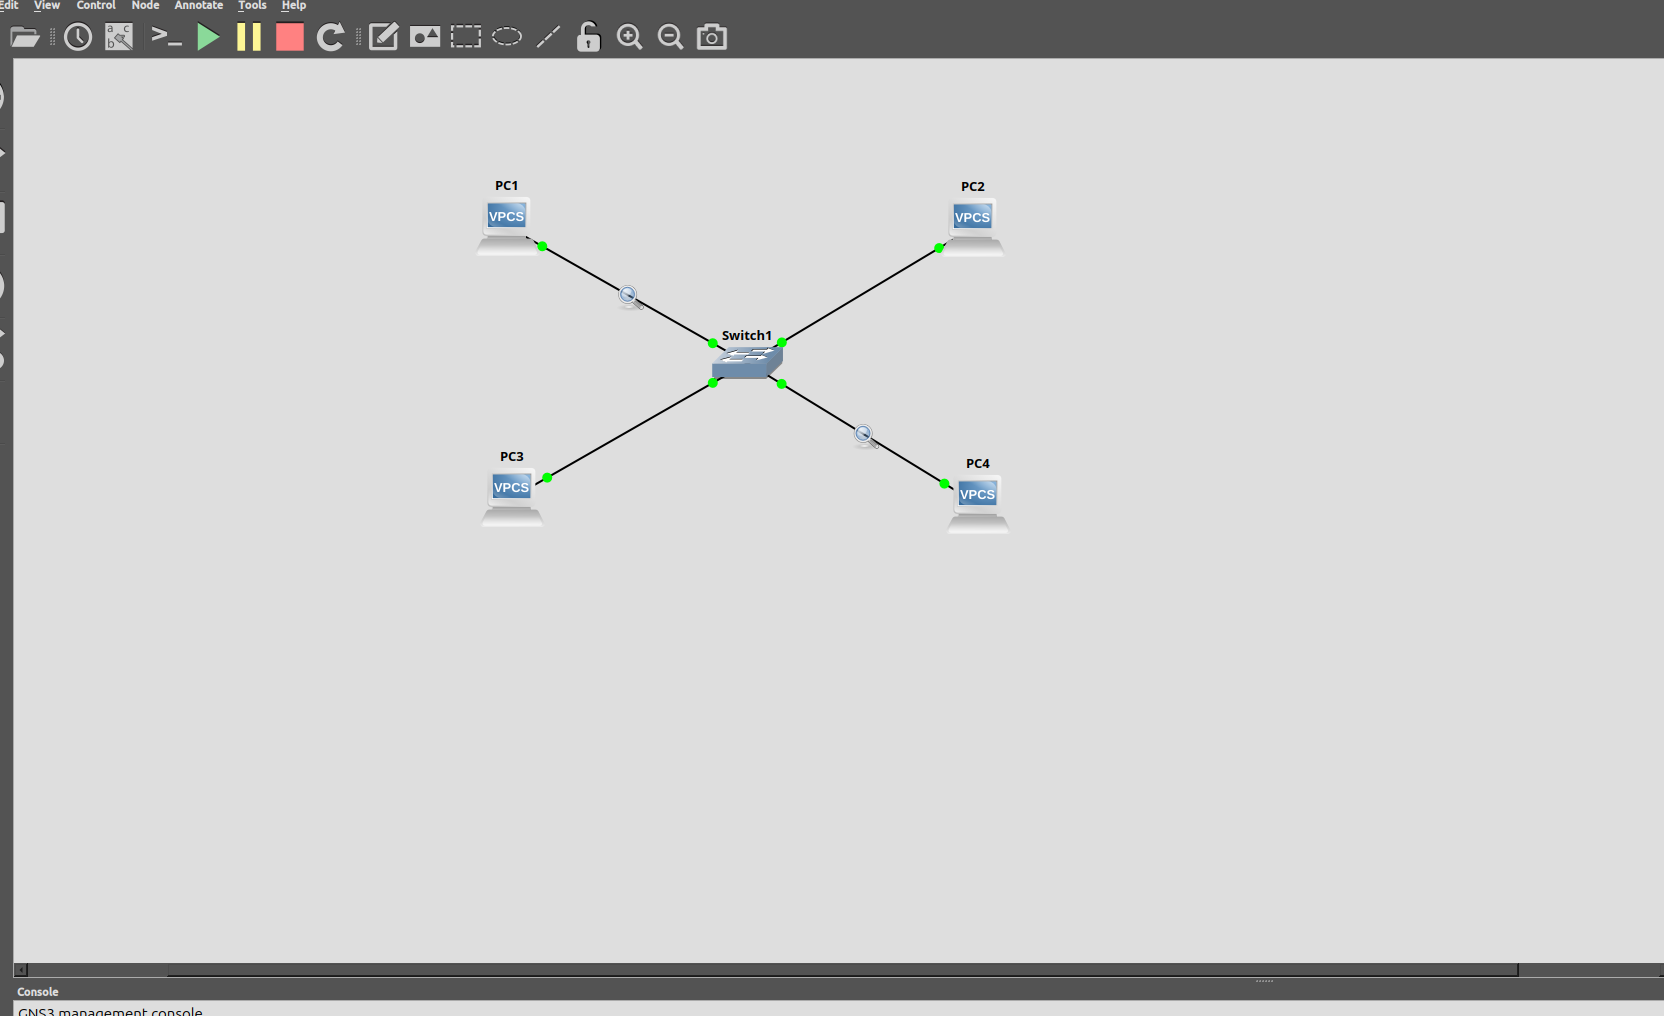 Edit View Control Node Annotate Tools Help
a c
b
>_
PC1
VPCS
PC2
VPCS
Switch1
PC3
VPCS
PC4
VPCS
Console
GNS3 management console